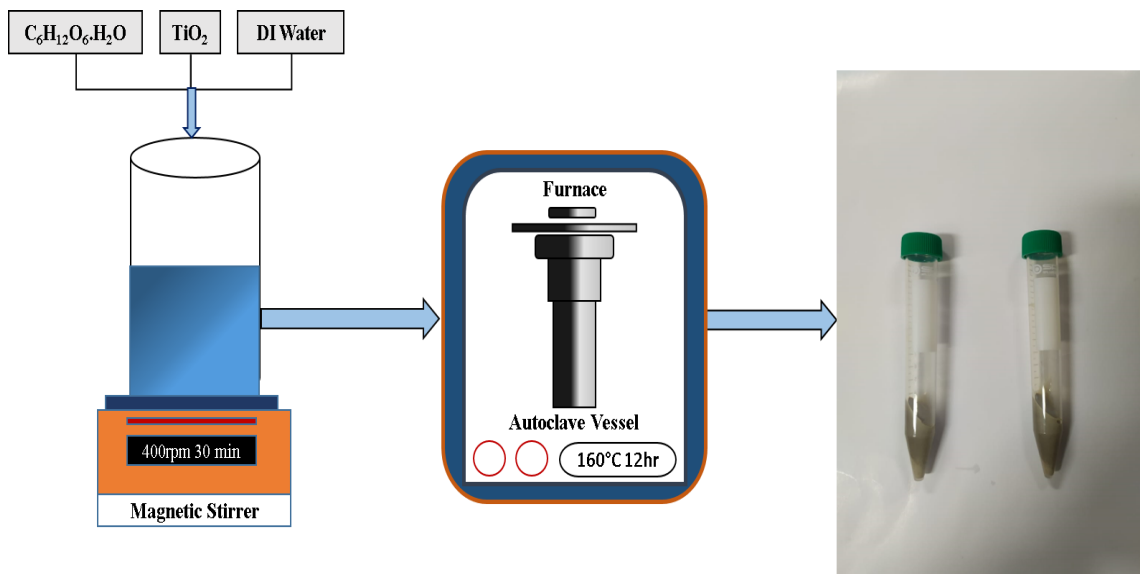 C₆H₁₂O₆.H₂O
TiO₂
DI Water
400rpm 30 min
Magnetic Stirrer
Furnace
Autoclave Vessel
160°C 12hr